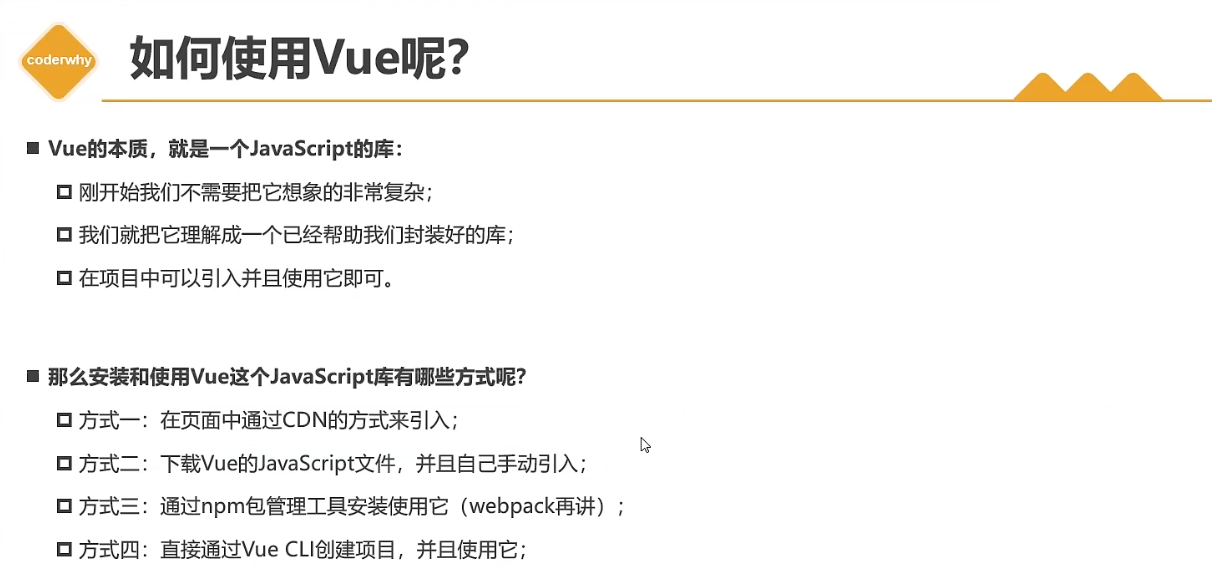 coderwhy
如何使用Vue呢？
Vue的本质，就是一个JavaScript的库：
刚开始我们不需要把它想象的非常复杂；
我们就把它理解成一个已经帮助我们封装好的库；
在项目中可以引入并且使用它即可。
那么安装和使用Vue这个JavaScript库有哪些方式呢？
方式一：在页面中通过CDN的方式来引入；
方式二：下载Vue的JavaScript文件，并且自己手动引入；
方式三：通过npm包管理工具安装使用它（webpack再讲）；
方式四：直接通过Vue CLI创建项目，并且使用它；